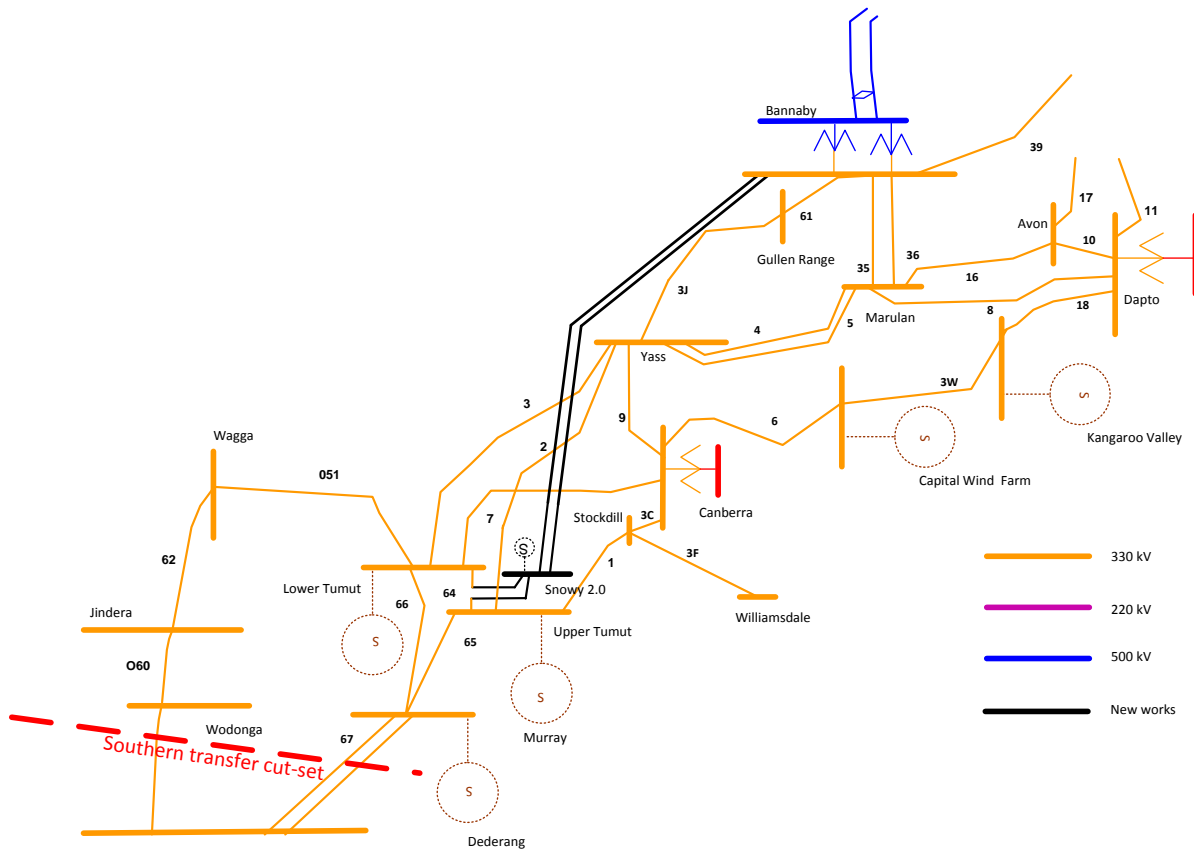 Bannaby
39
17
11
Avon
10
61
Gullen Range
36
35
16
3J
Marulan
Dapto
18
8
4
5
Yass
3W
3
9
6
S
Kangaroo Valley
Wagga
2
S
O51
Capital Wind Farm
7
Stockdill
3C
Canberra
S
3F
330 kV
62
1
Lower Tumut
64
Snowy 2.0
66
Williamsdale
220 kV
Jindera
Upper Tumut
S
65
500 kV
O60
S
New works
Wodonga
Murray
67
Southern transfer cut-set
S
Dederang